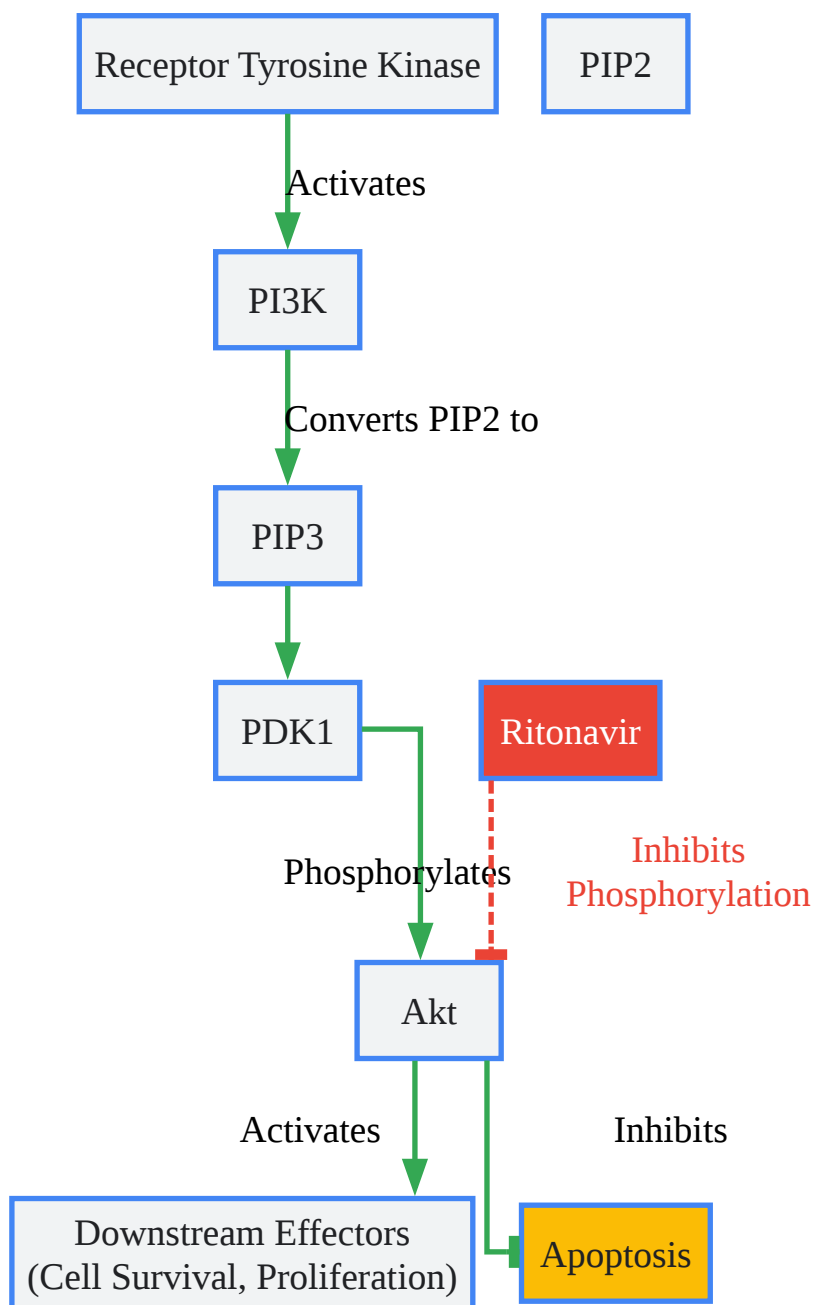 Receptor Tyrosine Kinase
PIP2
Activates
PI3K
Converts PIP2 to
PIP3
PDK1
Ritonavir
Phosphorylates
Inhibits
Phosphorylation
Akt
Activates
Inhibits
Downstream Effectors
(Cell Survival, Proliferation)
Apoptosis